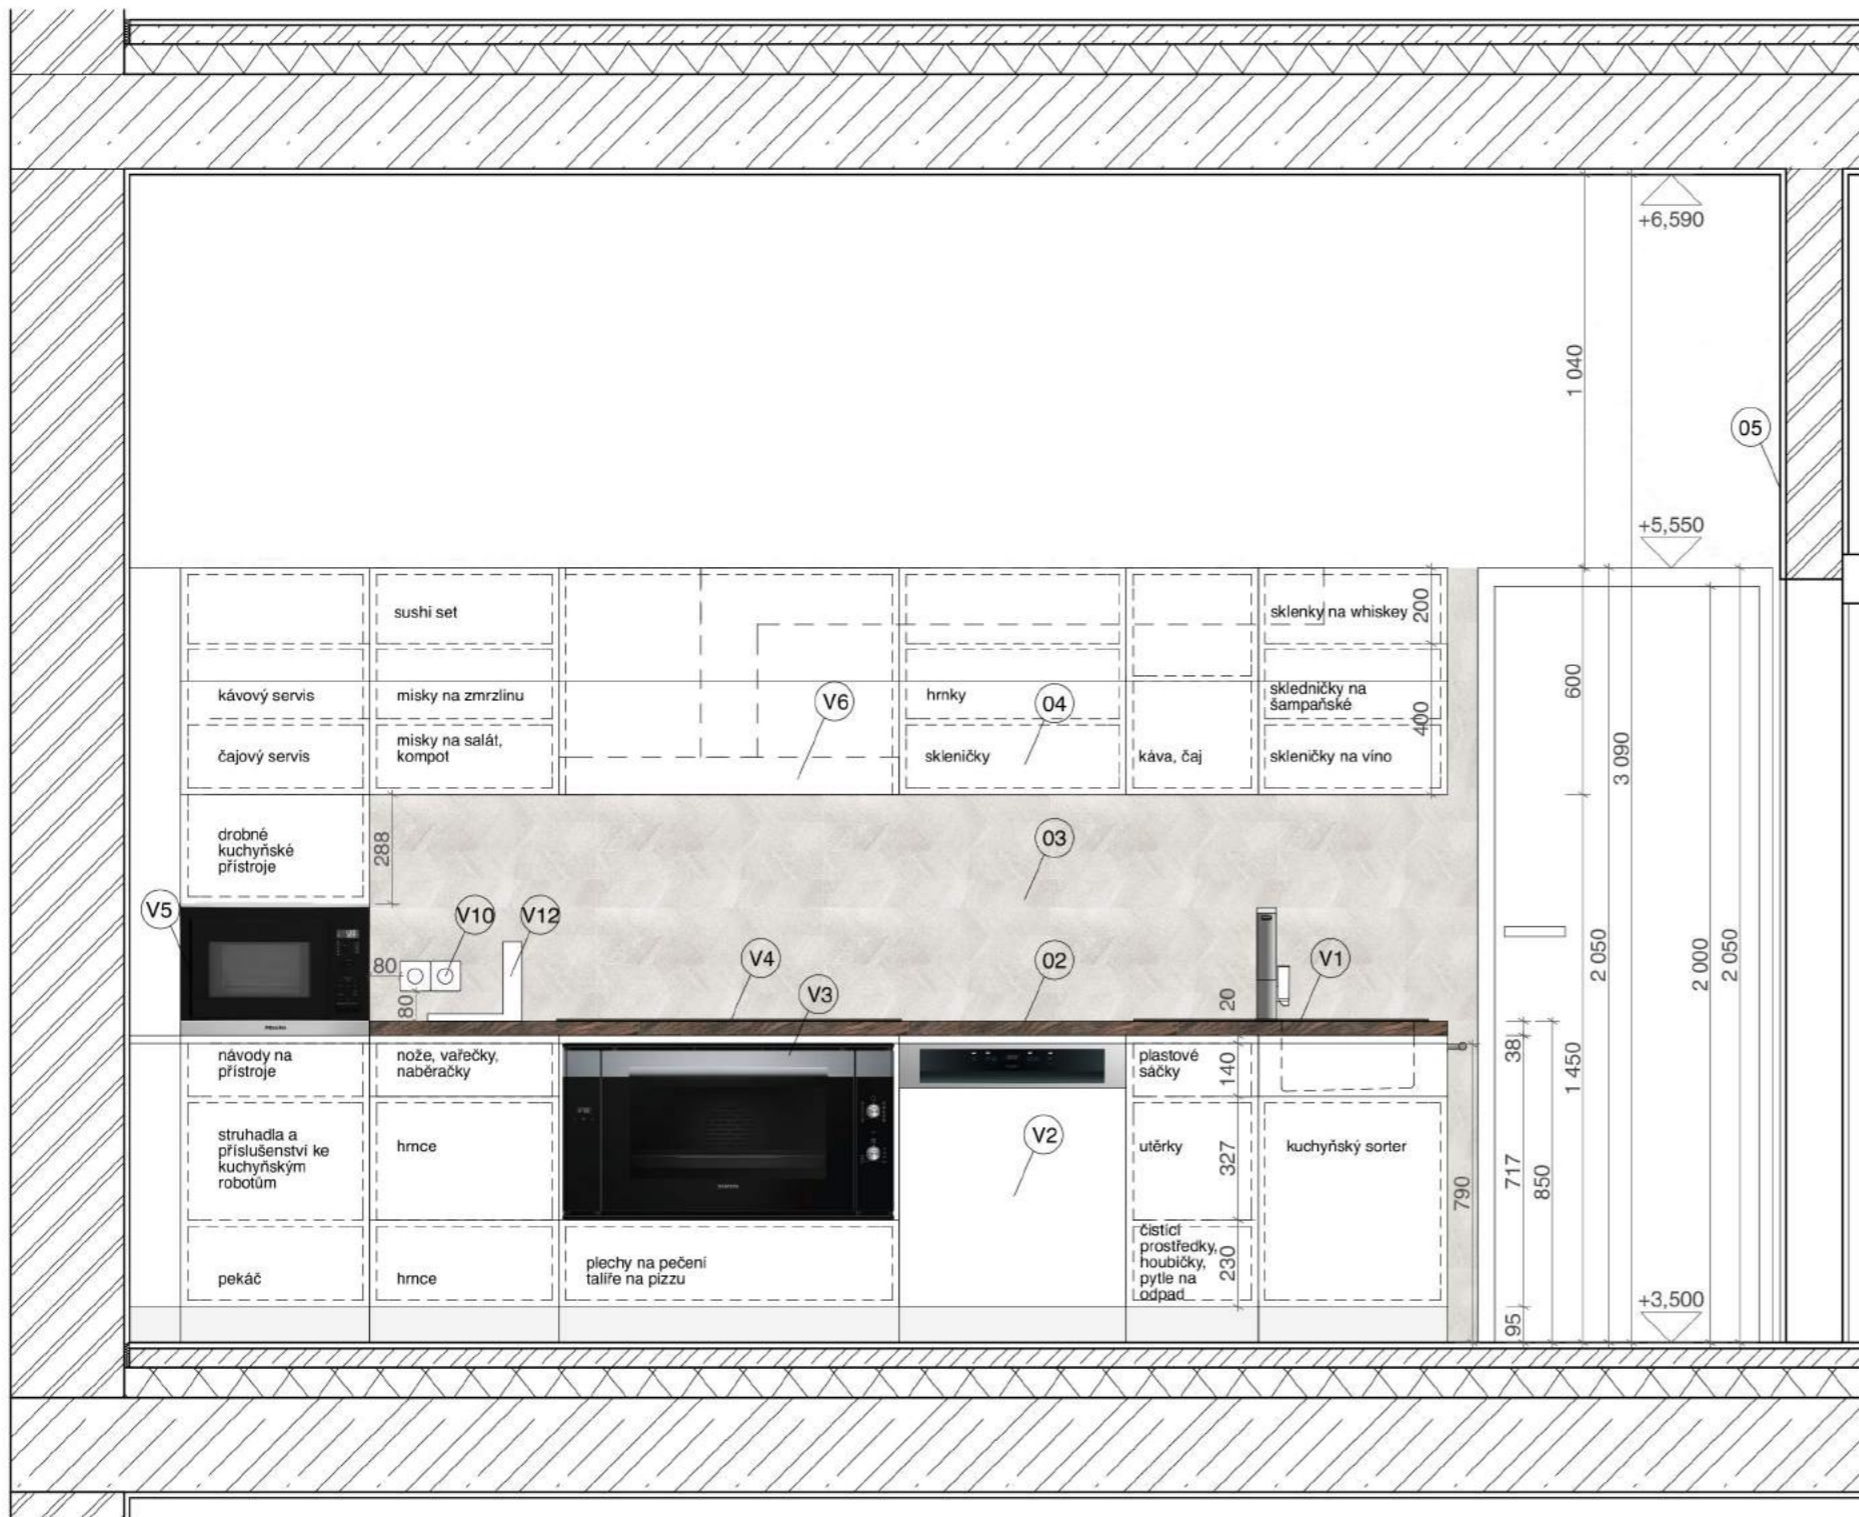 +6,590
1 040
05
+5,550
sushi set
sklenky na whiskey
200
kávový servis
misky na zmrzlinu
V6
hrnky
04
skledničky na
šampaňské
400
600
3 090
čajový servis
misky na salát,
kompot
skleničky
káva, čaj
skleničky na víno
drobné
kuchyňské
přístroje
288
03
V5
V10
V12
80
80
V4
V3
02
20
V1
2 050
2 000
2 050
Miele
návody na
přístroje
nože, vařečky,
naběračky
plastové
sáčky
140
38
1 450
struhadla a
příslušenství ke
kuchyňským
robotům
hrnce
SIEMENS
V2
utěrky
327
kuchyňský sorter
790
717
850
pekáč
hrnce
plechy na pečení
talíře na pizzu
čistící
prostředky,
houbičky,
pytle na
odpad
230
95
+3,500